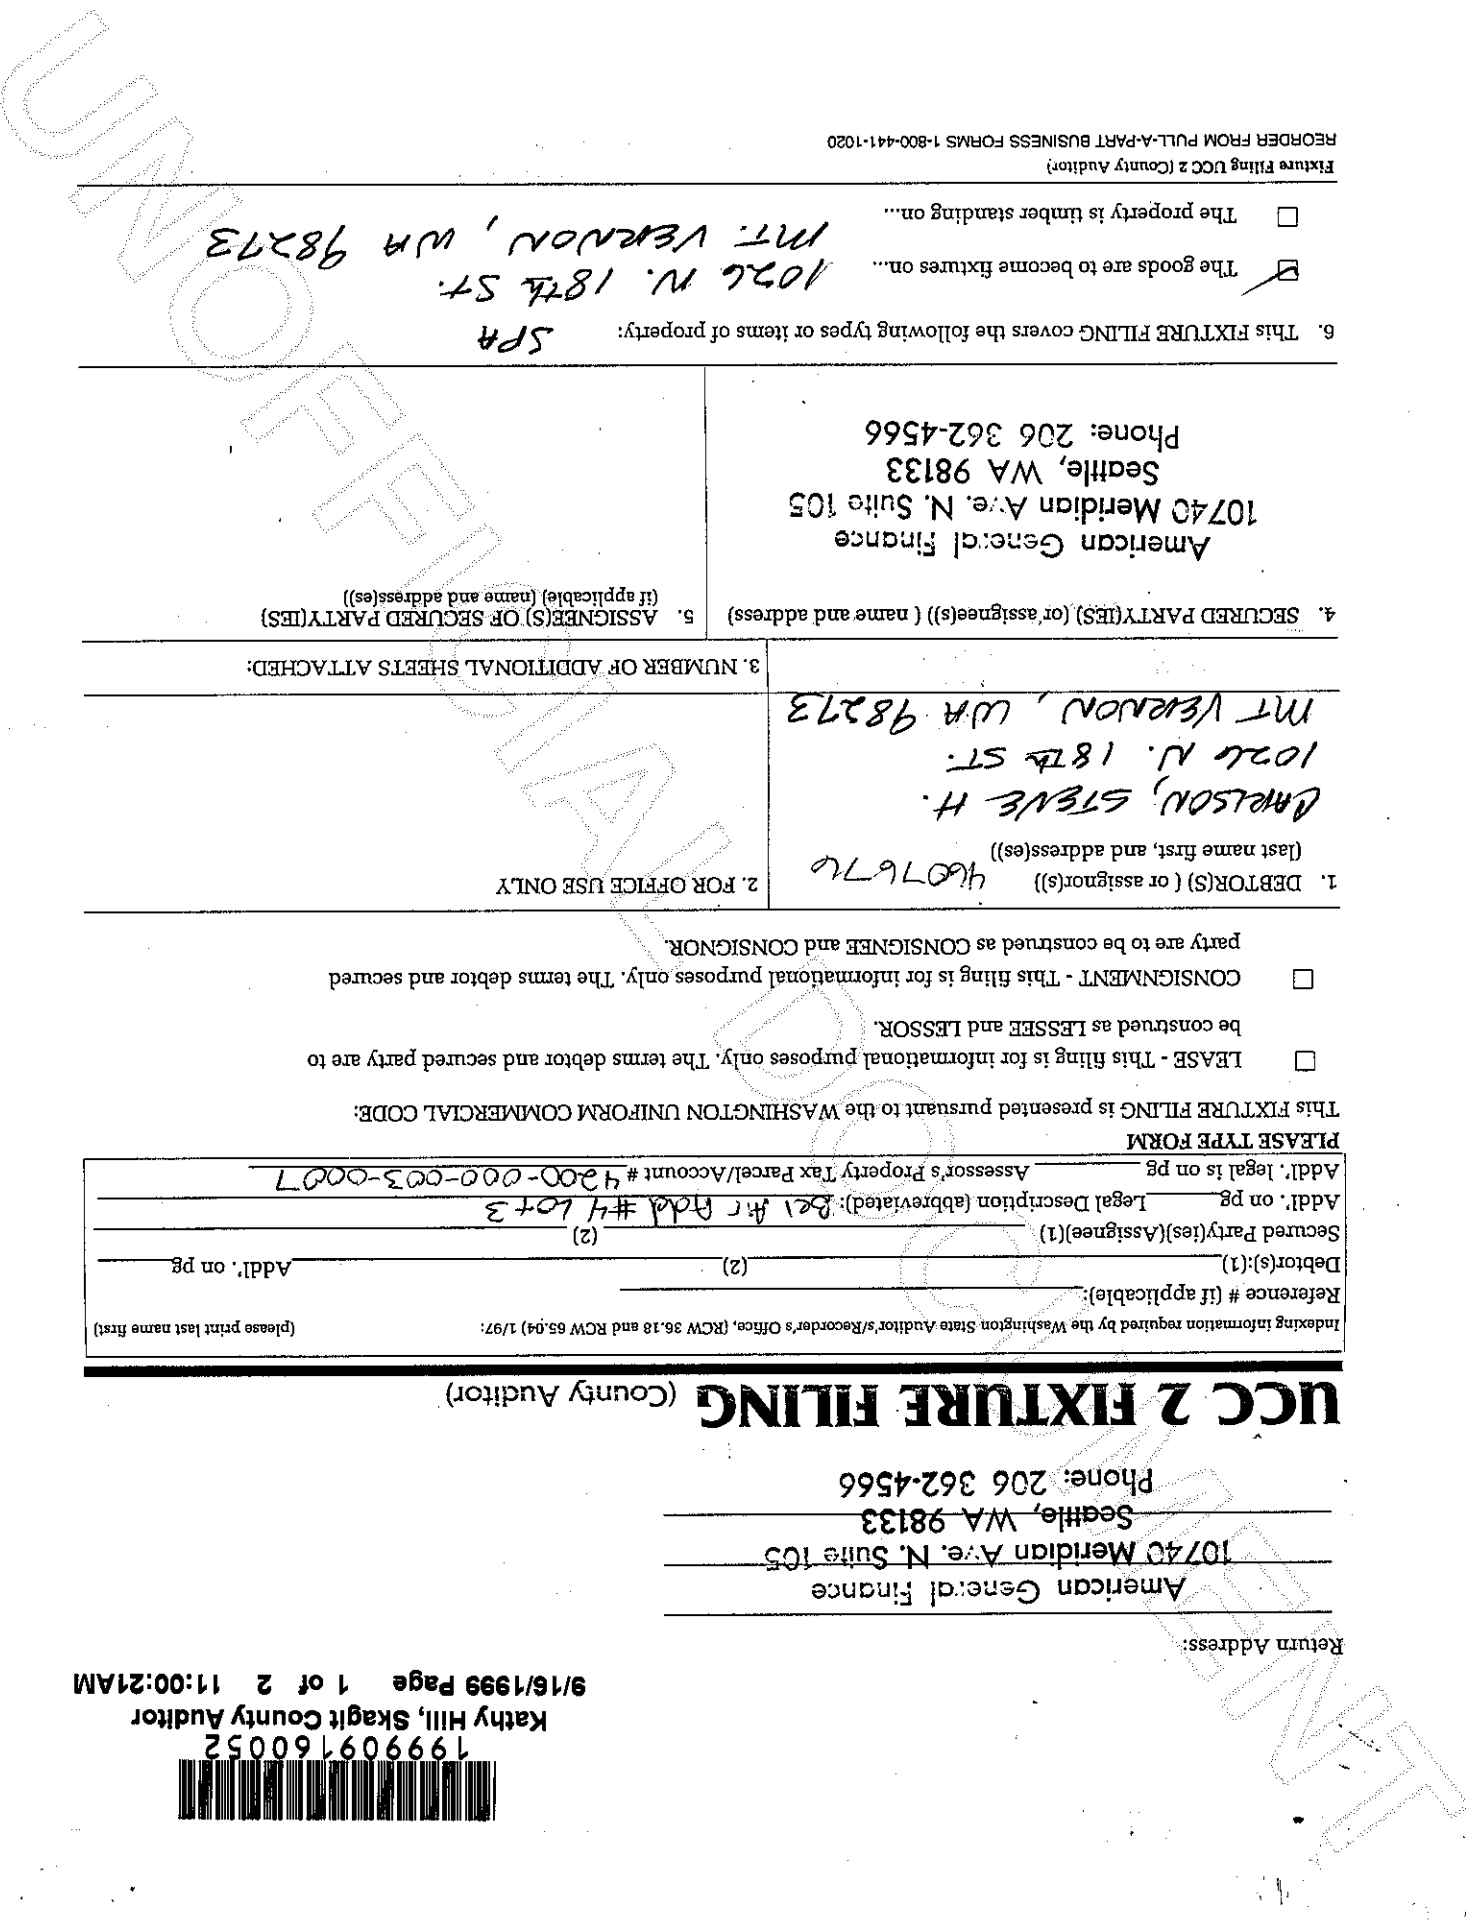 199909160052
Kathy Hill, Skagit County Auditor
9/16/1999 Page 1 of 2 11:00:21AM
Return Address:
American General Finance
10740 Meridian Ave. N. Suite 105
Seattle, WA 98133
Phone: 206 362-4566
UCC 2 FIXTURE FILING (County Auditor)
Indexing information required by the Washington State Auditor's/Recorder's Office, (RCW 36.18 and RCW 65.04) 1/97: (please print last name first)
Reference # (if applicable):
Debtor(s):(1) (2) Addl'. on pg
Secured Party(ies)(Assignee)(1) (2)
Addl'. on pg Legal Description (abbreviated): Bel Air Add #4 Lot 3
Addl'. legal is on pg Assessor's Property Tax Parcel/Account # 4200-000-003-0007
PLEASE TYPE FORM
This FIXTURE FILING is presented pursuant to the WASHINGTON UNIFORM COMMERCIAL CODE:
LEASE - This filing is for informational purposes only. The terms debtor and secured party are to
be construed as LESSEE and LESSOR.
CONSIGNMENT - This filing is for informational purposes only. The terms debtor and secured
party are to be construed as CONSIGNEE and CONSIGNOR.
1. DEBTOR(S) ( or assignor(s)) 4607676
(last name first, and address(es))
CARLSON, STEVE H.
1026 N. 18th ST.
MT VERNON, WA 98273
2. FOR OFFICE USE ONLY
3. NUMBER OF ADDITIONAL SHEETS ATTACHED:
4. SECURED PARTY(IES) (or assignee(s)) ( name and address)
American General Finance
10740 Meridian Ave. N. Suite 105
Seattle, WA 98133
Phone: 206 362-4566
5. ASSIGNEE(S) OF SECURED PARTY(IES)
(if applicable) (name and address(es))
6. This FIXTURE FILING covers the following types or items of property: SPA
The goods are to become fixtures on... 1026 N. 18th ST.
MT. VERNON, WA 98273
The property is timber standing on...
Fixture Filing UCC 2 (County Auditor)
REORDER FROM PULL-A-PART BUSINESS FORMS 1-800-441-1020
UNOFFICIAL DOCUMENT